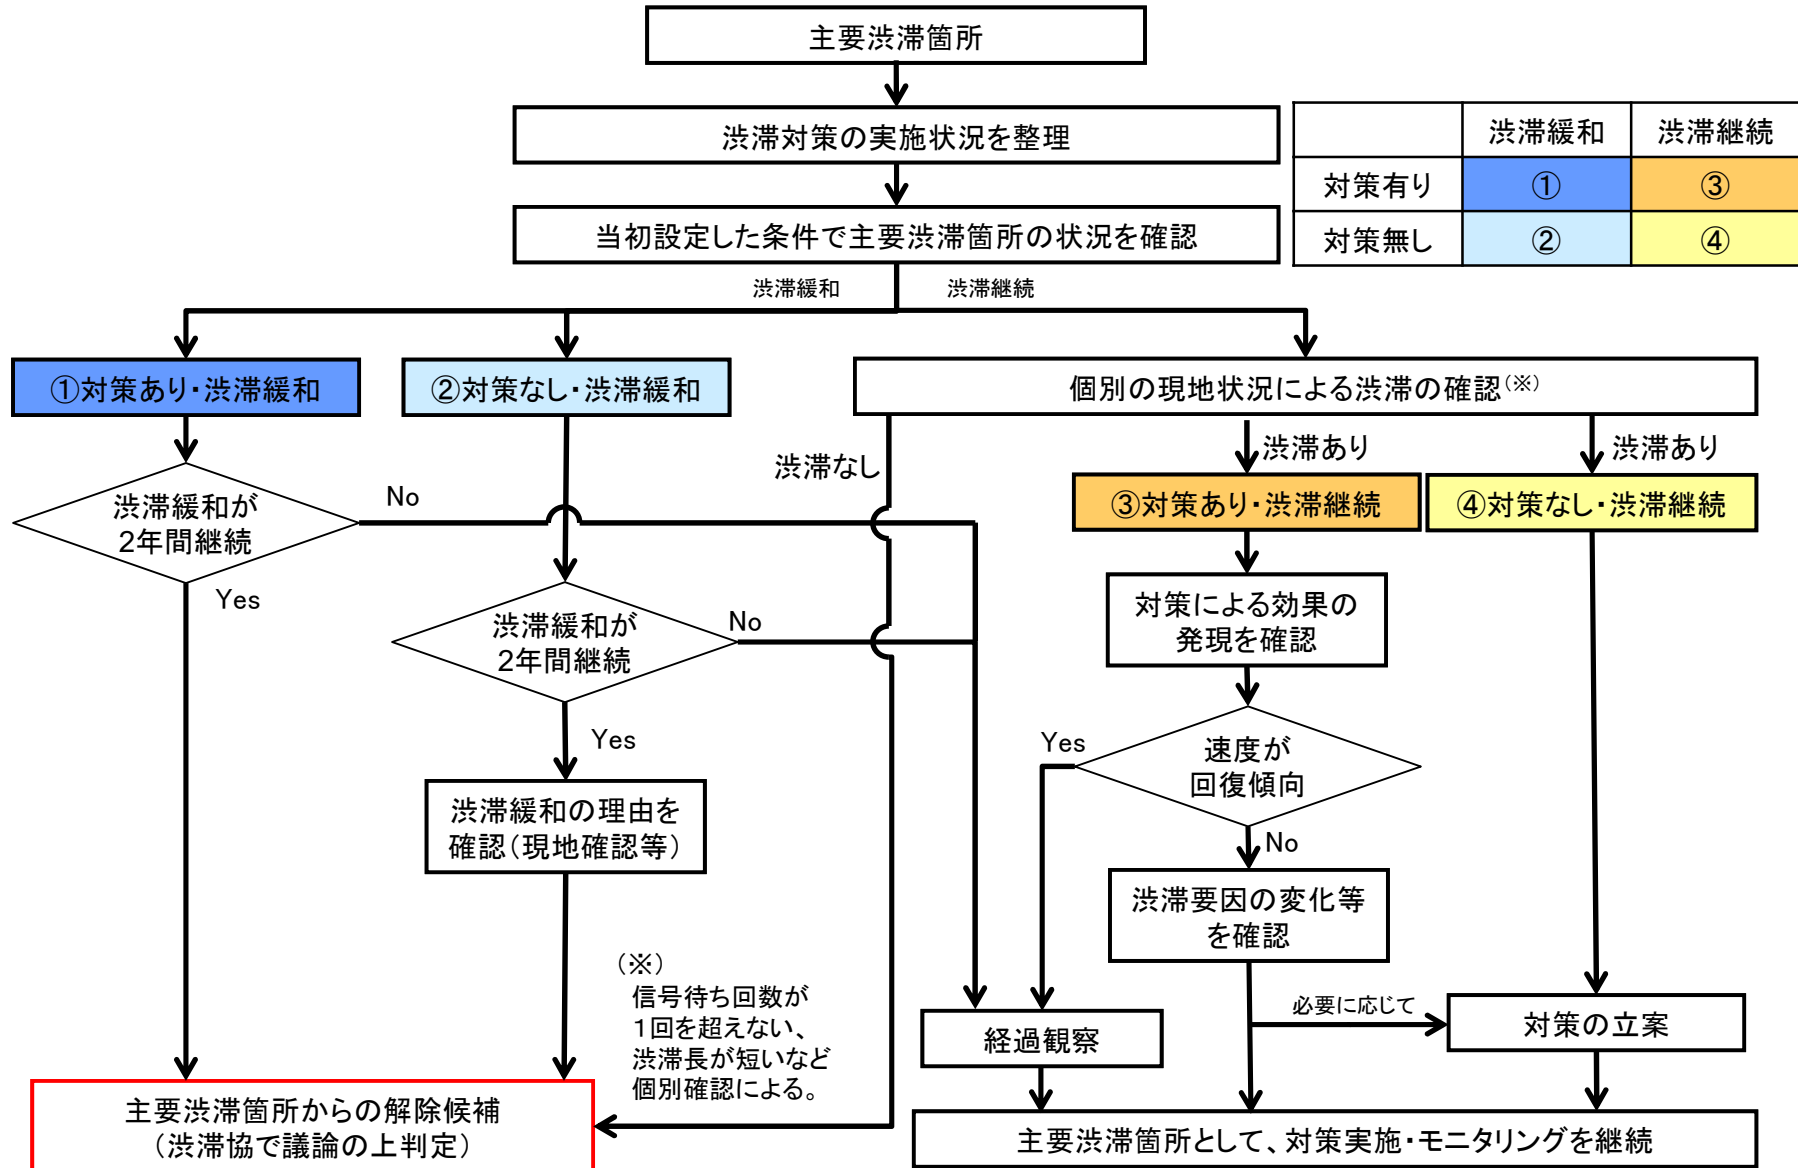 主要渋滞箇所
渋滞対策の実施状況を整理
渋滞緩和 渋滞継続
対策有り ① ③
対策無し ② ④
当初設定した条件で主要渋滞箇所の状況を確認
渋滞緩和 渋滞継続
①対策あり・渋滞緩和
②対策なし・渋滞緩和
個別の現地状況による渋滞の確認(※)
渋滞なし
渋滞あり
渋滞あり
③対策あり・渋滞継続
④対策なし・渋滞継続
渋滞緩和が
2年間継続
No
Yes
渋滞緩和が
2年間継続
No
Yes
対策による効果の
発現を確認
速度が
回復傾向
Yes
No
渋滞緩和の理由を
確認(現地確認等)
渋滞要因の変化等
を確認
(※)
信号待ち回数が
1回を超えない、
渋滞長が短いなど
個別確認による。
必要に応じて
経過観察
対策の立案
主要渋滞箇所からの解除候補
(渋滞協で議論の上判定)
主要渋滞箇所として、対策実施・モニタリングを継続